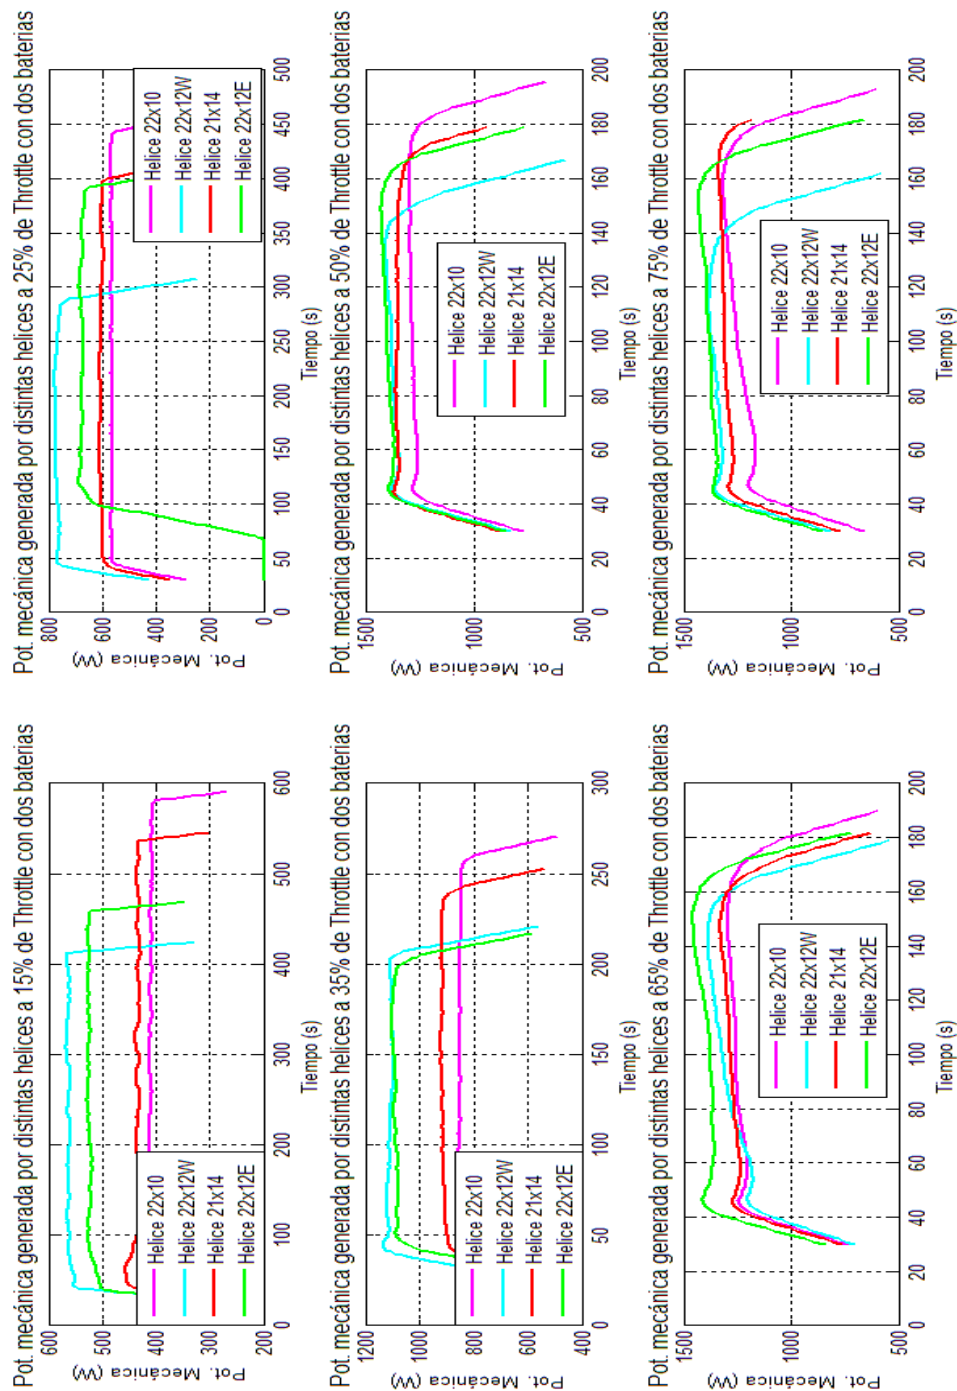 Pot. mecánica generada por distintas helices a 15% de Throttle con dos baterias
Pot. Mecánica (W)
600
500
400
300
200
Helice 22x10
Helice 22x12W
Helice 21x14
Helice 22x12E
0 100 200 300 400 500 600
Tiempo (s)
Pot. mecánica generada por distintas helices a 25% de Throttle con dos baterias
Pot. Mecánica (W)
800
600
400
200
0
Helice 22x10
Helice 22x12W
Helice 21x14
Helice 22x12E
0 50 100 150 200 250 300 350 400 450 500
Tiempo (s)
Pot. mecánica generada por distintas helices a 35% de Throttle con dos baterias
Pot. Mecánica (W)
1200
1000
800
600
400
Helice 22x10
Helice 22x12W
Helice 21x14
Helice 22x12E
0 50 100 150 200 250 300
Tiempo (s)
Pot. mecánica generada por distintas helices a 50% de Throttle con dos baterias
Pot. Mecánica (W)
1500
1000
500
Helice 22x10
Helice 22x12W
Helice 21x14
Helice 22x12E
0 20 40 60 80 100 120 140 160 180 200
Tiempo (s)
Pot. mecánica generada por distintas helices a 65% de Throttle con dos baterias
Pot. Mecánica (W)
1500
1000
500
Helice 22x10
Helice 22x12W
Helice 21x14
Helice 22x12E
0 20 40 60 80 100 120 140 160 180 200
Tiempo (s)
Pot. mecánica generada por distintas helices a 75% de Throttle con dos baterias
Pot. Mecánica (W)
1500
1000
500
Helice 22x10
Helice 22x12W
Helice 21x14
Helice 22x12E
0 20 40 60 80 100 120 140 160 180 200
Tiempo (s)